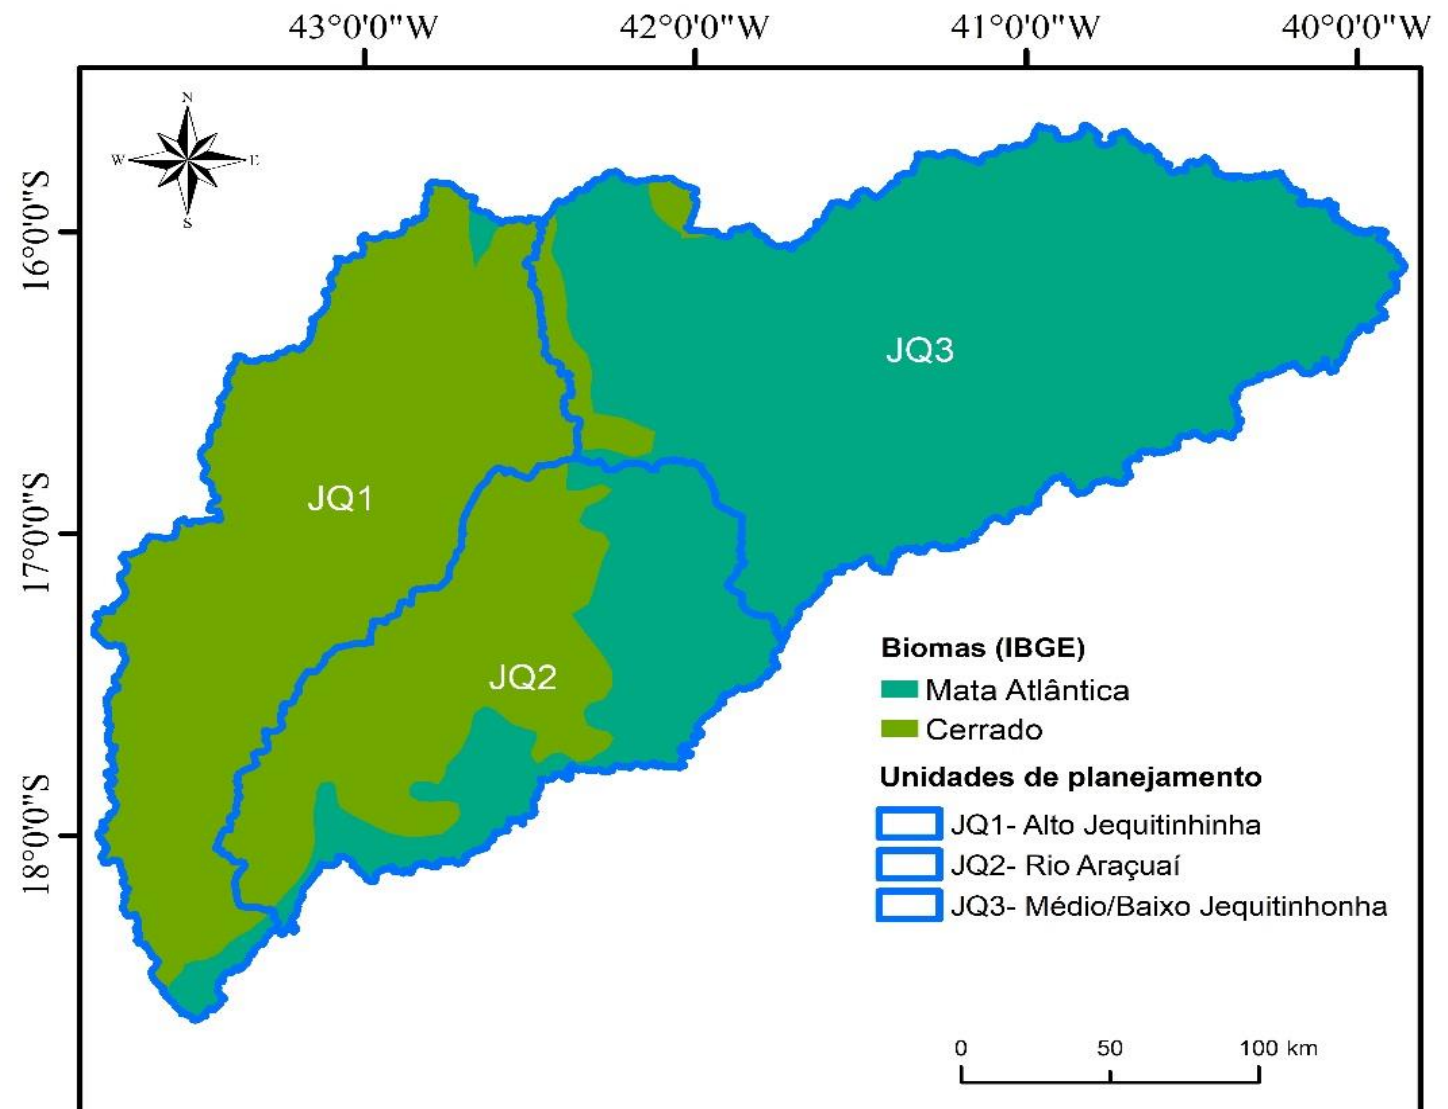 43°0'0"W 42°0'0"W 41°0'0"W 40°0'0"W
N
W E
S
16°0'0"S
17°0'0"S
18°0'0"S
JQ3
JQ1
JQ2
Biomas (IBGE)
Mata Atlântica
Cerrado
Unidades de planejamento
JQ1- Alto Jequitinhinha
JQ2- Rio Araçuaí
JQ3- Médio/Baixo Jequitinhonha
0 50 100 km